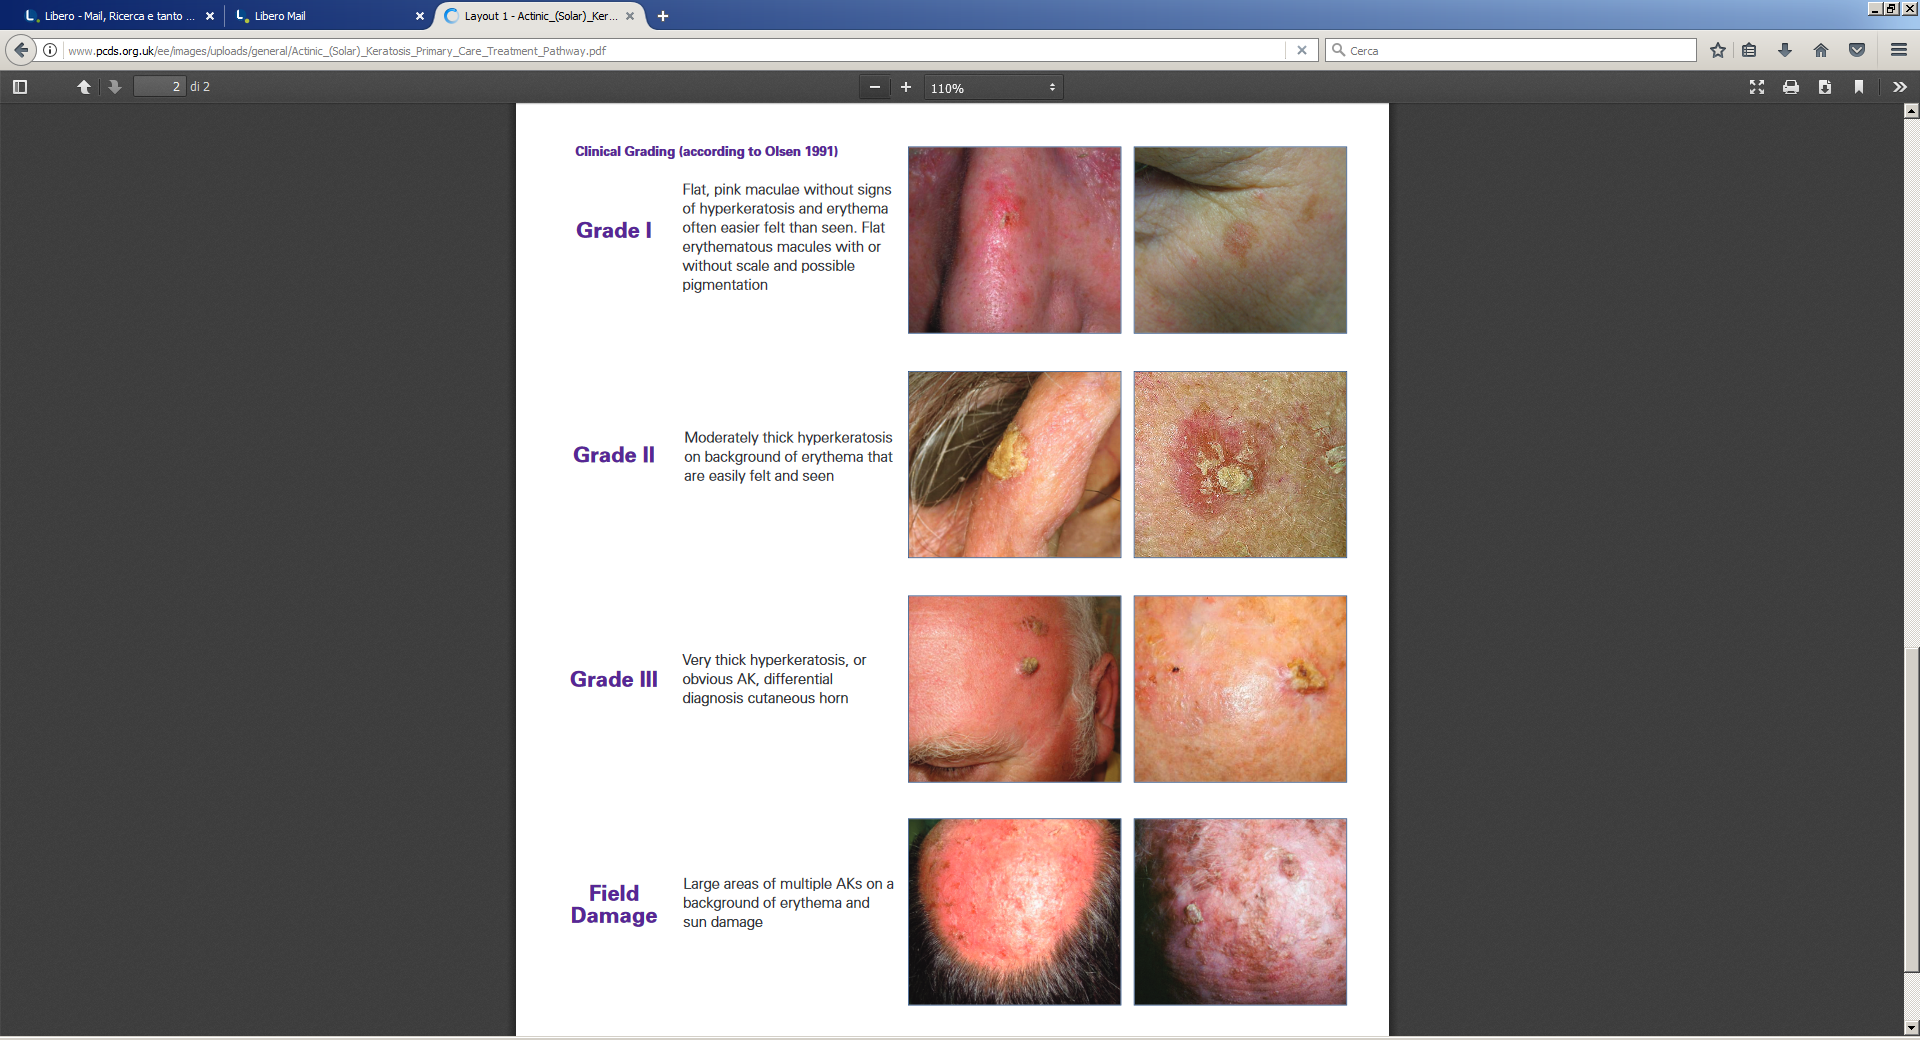 Libero - Mail, Ricerca e tanto ...
Libero Mail
Layout 1 - Actinic_(Solar)_Ker...
www.pcds.org.uk/ee/images/uploads/general/Actinic_(Solar)_Keratosis_Primary_Care_Treatment_Pathway.pdf
Cerca
2
di 2
110%
Clinical Grading (according to Olsen 1991)
Grade I
Flat, pink maculae without signs
of hyperkeratosis and erythema
often easier felt than seen. Flat
erythematous macules with or
without scale and possible
pigmentation
Grade II
Moderately thick hyperkeratosis
on background of erythema that
are easily felt and seen
Grade III
Very thick hyperkeratosis, or
obvious AK, differential
diagnosis cutaneous horn
Field
Damage
Large areas of multiple AKs on a
background of erythema and
sun damage